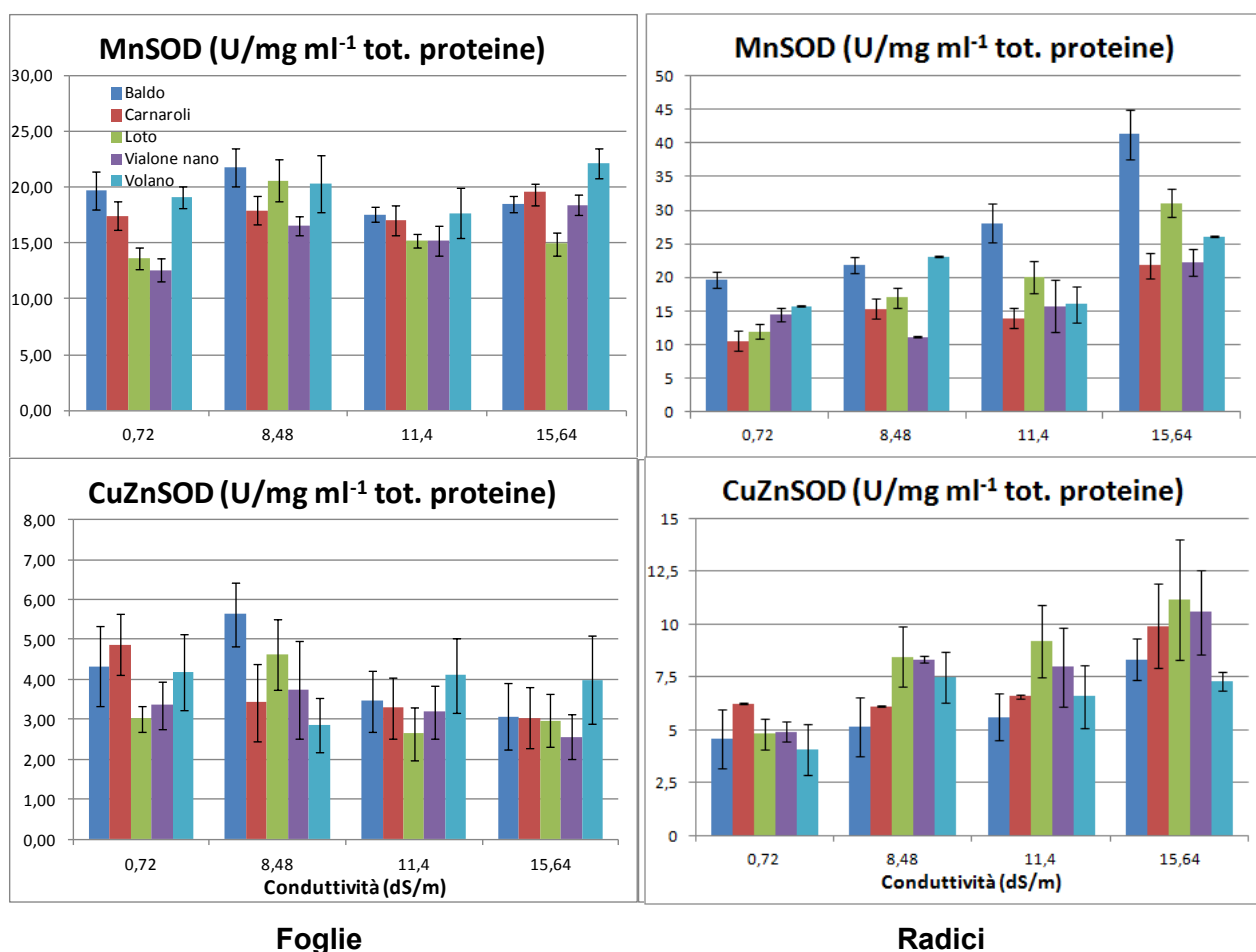 MnSOD (U/mg ml⁻¹ tot. proteine)
30,00
25,00
20,00
15,00
10,00
5,00
0,00
Baldo
Carnaroli
Loto
Vialone nano
Volano
0,72 8,48 11,4 15,64
MnSOD (U/mg ml⁻¹ tot. proteine)
50
45
40
35
30
25
20
15
10
5
0
0,72 8,48 11,4 15,64
CuZnSOD (U/mg ml⁻¹ tot. proteine)
8,00
7,00
6,00
5,00
4,00
3,00
2,00
1,00
0,00
0,72 8,48 11,4 15,64
Conduttività (dS/m)
CuZnSOD (U/mg ml⁻¹ tot. proteine)
15
12,5
10
7,5
5
2,5
0
0,72 8,48 11,4 15,64
Conduttività (dS/m)
Foglie
Radici